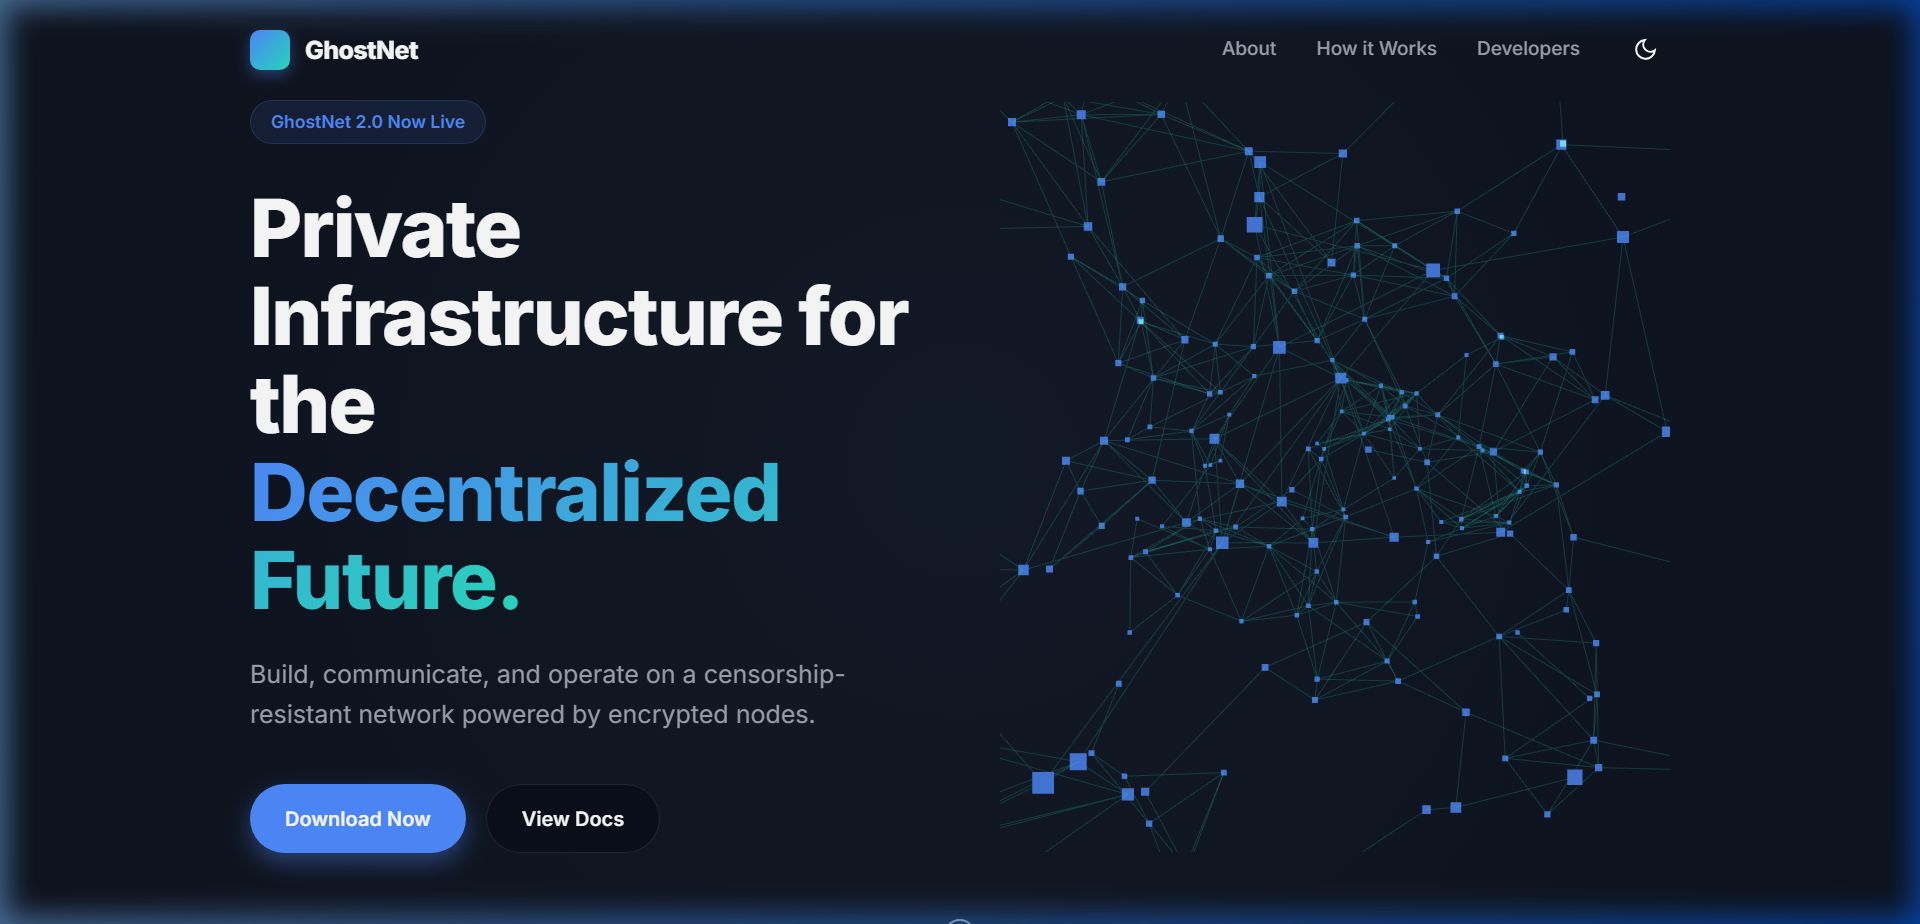 GhostNet
About
How it Works
Developers
GhostNet 2.0 Now Live
Private
Infrastructure for
the
Decentralized
Future.
Build, communicate, and operate on a censorship-
resistant network powered by encrypted nodes.
Download Now
View Docs